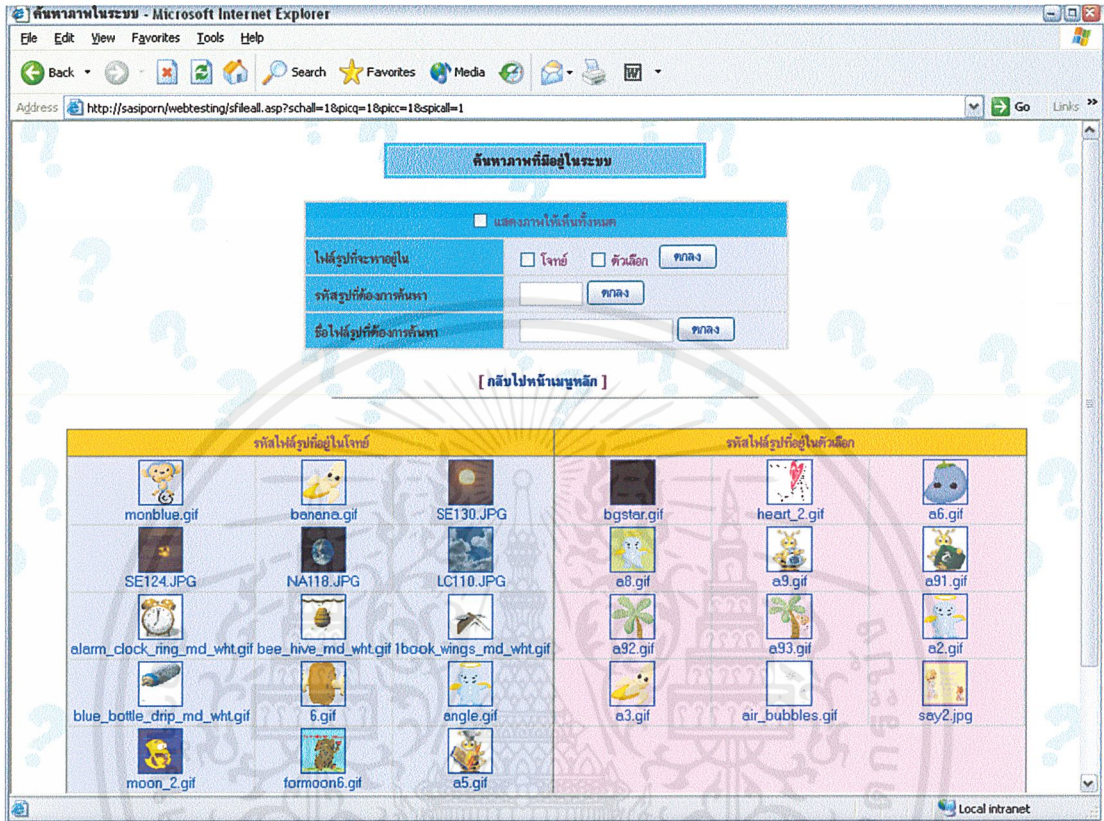 ค้นหาภาพในระบบ - Microsoft Internet Explorer
File Edit View Favorites Tools Help
Back Search Favorites Media
Address http://sasiporn/webtesting/sfileall.asp?schall=1&picq=1&picc=1&spicall=1 Go Links »
ค้นหาภาพที่มีอยู่ในระบบ
แสดงภาพให้เห็นทั้งหมด
ไฟล์รูปที่จะหาอยู่ใน โจทย์ ตัวเลือก ตกลง
รหัสรูปที่ต้องการค้นหา ตกลง
ชื่อไฟล์รูปที่ต้องการค้นหา ตกลง
[ กลับไปหน้าเมนูหลัก ]
รหัสไฟล์รูปที่อยู่ในโจทย์ รหัสไฟล์รูปที่อยู่ในตัวเลือก
monblue.gif banana.gif SE130.JPG bgstar.gif heart_2.gif a6.gif
SE124.JPG NA118.JPG LC110.JPG a8.gif a9.gif a91.gif
alarm_clock_ring_md_wht.gif bee_hive_md_wht.gif 1book_wings_md_wht.gif a92.gif a93.gif a2.gif
blue_bottle_drip_md_wht.gif 6.gif angle.gif a3.gif air_bubbles.gif say2.jpg
moon_2.gif formoon6.gif a5.gif
Local intranet